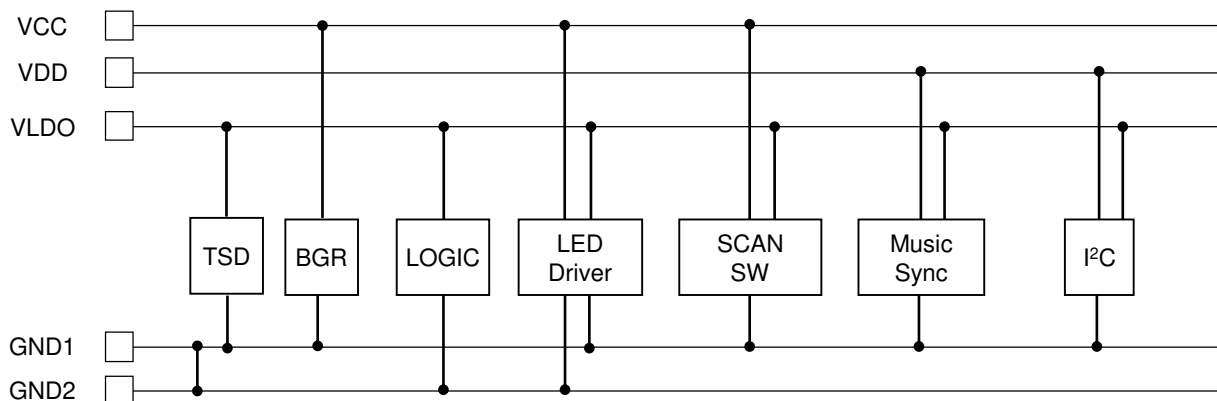 VCC
VDD
VLDO
TSD
BGR
LOGIC
LED
Driver
SCAN
SW
Music
Sync
I²C
GND1
GND2